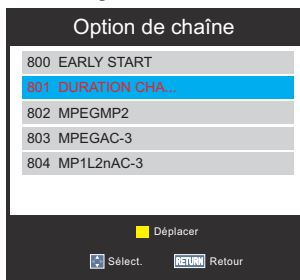 Option de chaîne
800 EARLY START
801 DURATION CHA...
802 MPEGMP2
803 MPEGAC-3
804 MP1L2nAC-3
Déplacer
Sélect. RETURN Retour